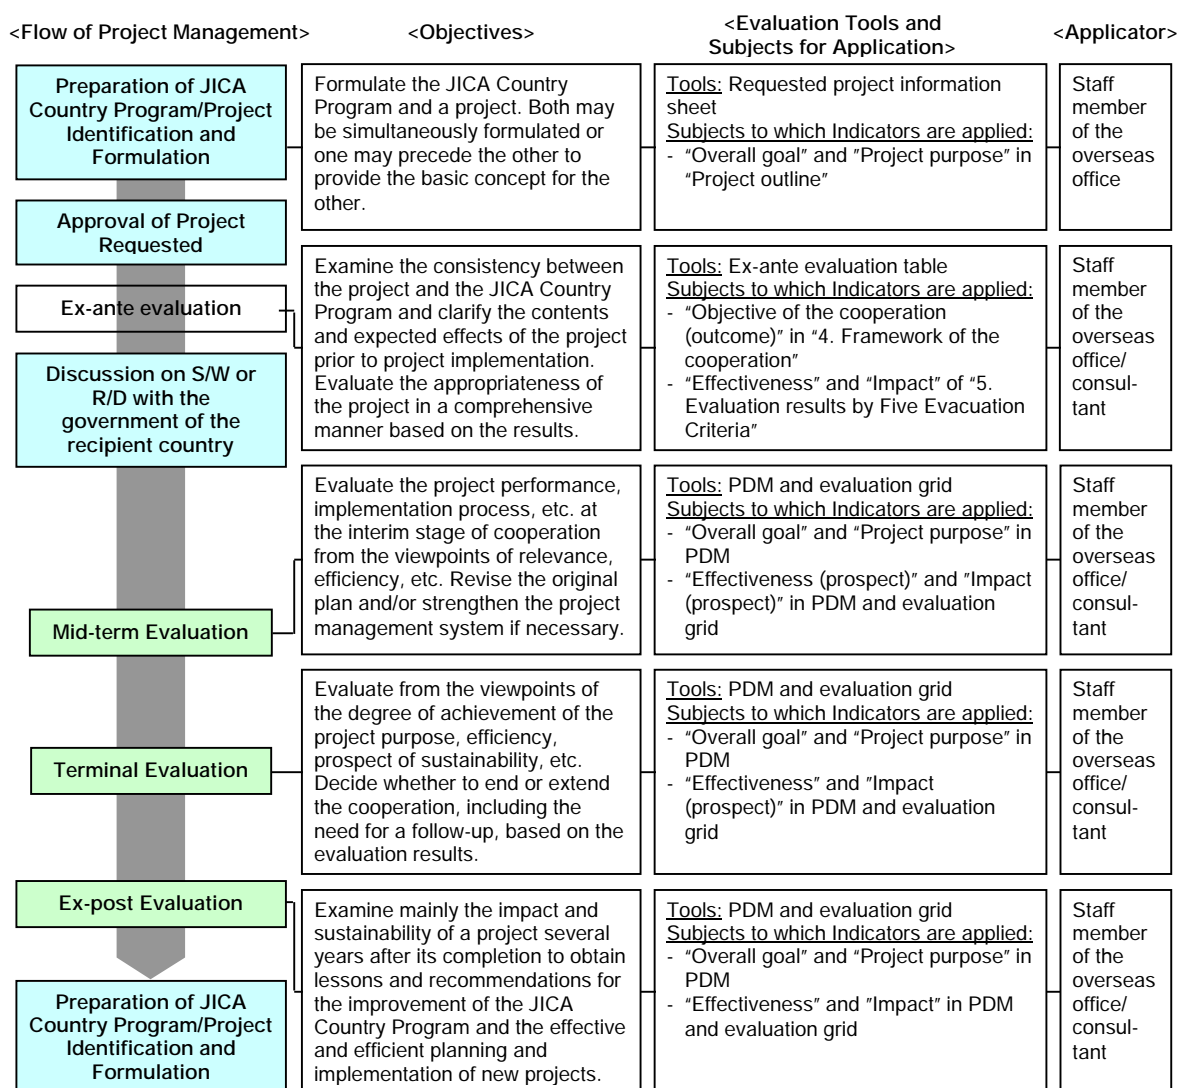 <Flow of Project Management>
<Objectives>
<Evaluation Tools and
Subjects for Application>
<Applicator>
Preparation of JICA
Country Program/Project
Identification and
Formulation
Formulate the JICA Country
Program and a project. Both may
be simultaneously formulated or
one may precede the other to
provide the basic concept for the
other.
Tools: Requested project information
sheet
Subjects to which Indicators are applied:
- "Overall goal" and "Project purpose" in
"Project outline"
Staff
member
of the
overseas
office
Approval of Project
Requested
Ex-ante evaluation
Discussion on S/W or
R/D with the
government of the
recipient country
Examine the consistency between
the project and the JICA Country
Program and clarify the contents
and expected effects of the project
prior to project implementation.
Evaluate the appropriateness of
the project in a comprehensive
manner based on the results.
Tools: Ex-ante evaluation table
Subjects to which Indicators are applied:
- "Objective of the cooperation
(outcome)" in "4. Framework of the
cooperation"
- "Effectiveness" and "Impact" of "5.
Evaluation results by Five Evacuation
Criteria"
Staff
member
of the
overseas
office/
consul-
tant
Mid-term Evaluation
Evaluate the project performance,
implementation process, etc. at
the interim stage of cooperation
from the viewpoints of relevance,
efficiency, etc. Revise the original
plan and/or strengthen the project
management system if necessary.
Tools: PDM and evaluation grid
Subjects to which Indicators are applied:
- "Overall goal" and "Project purpose" in
PDM
- "Effectiveness (prospect)" and "Impact
(prospect)" in PDM and evaluation
grid
Staff
member
of the
overseas
office/
consul-
tant
Terminal Evaluation
Evaluate from the viewpoints of
the degree of achievement of the
project purpose, efficiency,
prospect of sustainability, etc.
Decide whether to end or extend
the cooperation, including the
need for a follow-up, based on the
evaluation results.
Tools: PDM and evaluation grid
Subjects to which Indicators are applied:
- "Overall goal" and "Project purpose" in
PDM
- "Effectiveness" and "Impact
(prospect)" in PDM and evaluation
grid
Staff
member
of the
overseas
office/
consul-
tant
Ex-post Evaluation
Examine mainly the impact and
sustainability of a project several
years after its completion to obtain
lessons and recommendations for
the improvement of the JICA
Country Program and the effective
and efficient planning and
implementation of new projects.
Tools: PDM and evaluation grid
Subjects to which Indicators are applied:
- "Overall goal" and "Project purpose" in
PDM
- "Effectiveness" and "Impact" in PDM
and evaluation grid
Staff
member
of the
overseas
office/
consul-
tant
Preparation of JICA
Country Program/Project
Identification and
Formulation